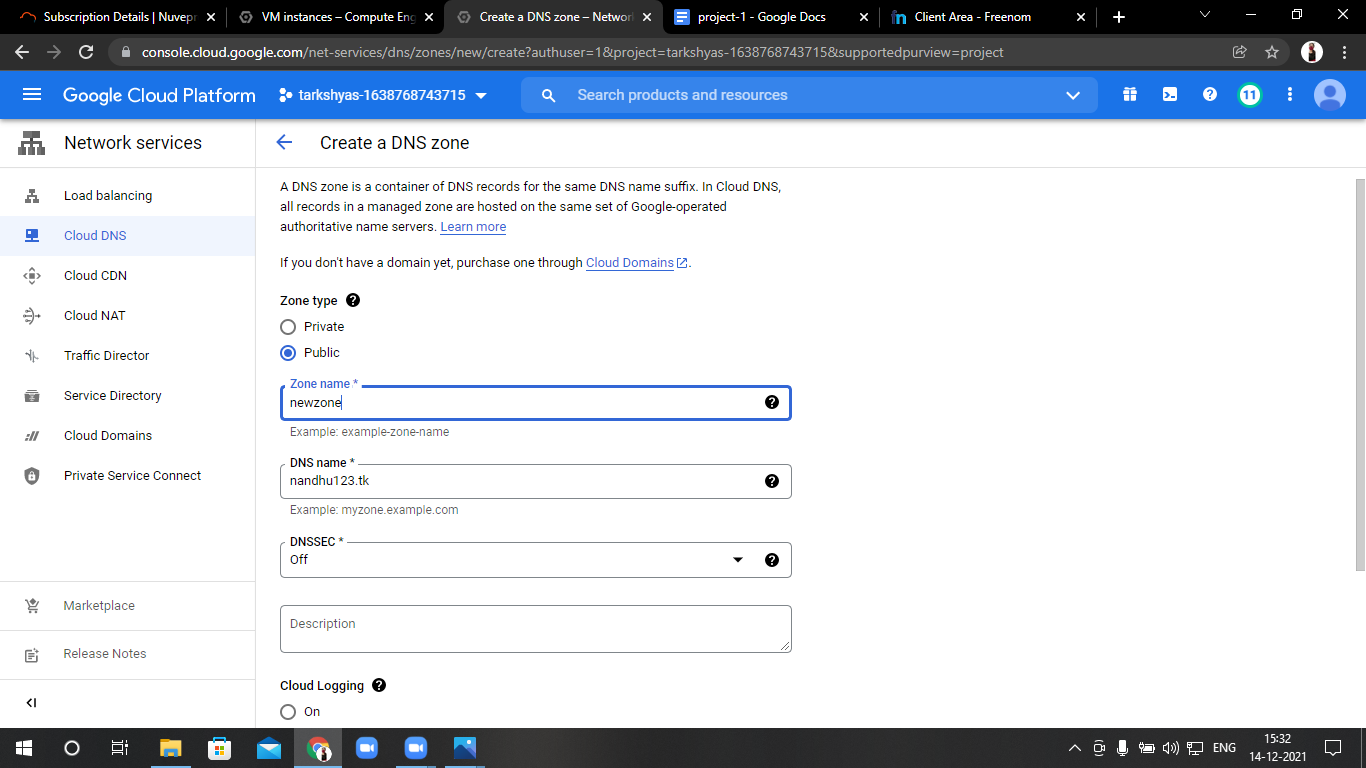 Subscription Details | Nuvepr
VM instances – Compute Eng
Create a DNS zone – Network
project-1 - Google Docs
Client Area - Freenom
console.cloud.google.com/net-services/dns/zones/new/create?authuser=1&project=tarkshyas-1638768743715&supportedpurview=project
Google Cloud Platform
tarkshyas-1638768743715
Search products and resources
11
Network services
Load balancing
Cloud DNS
Cloud CDN
Cloud NAT
Traffic Director
Service Directory
Cloud Domains
Private Service Connect
Marketplace
Release Notes
Create a DNS zone
A DNS zone is a container of DNS records for the same DNS name suffix. In Cloud DNS,
all records in a managed zone are hosted on the same set of Google-operated
authoritative name servers. Learn more
If you don't have a domain yet, purchase one through Cloud Domains.
Zone type
Private
Public
Zone name *
newzone
Example: example-zone-name
DNS name *
nandhu123.tk
Example: myzone.example.com
DNSSEC *
Off
Description
Cloud Logging
On
ENG
15:32
14-12-2021